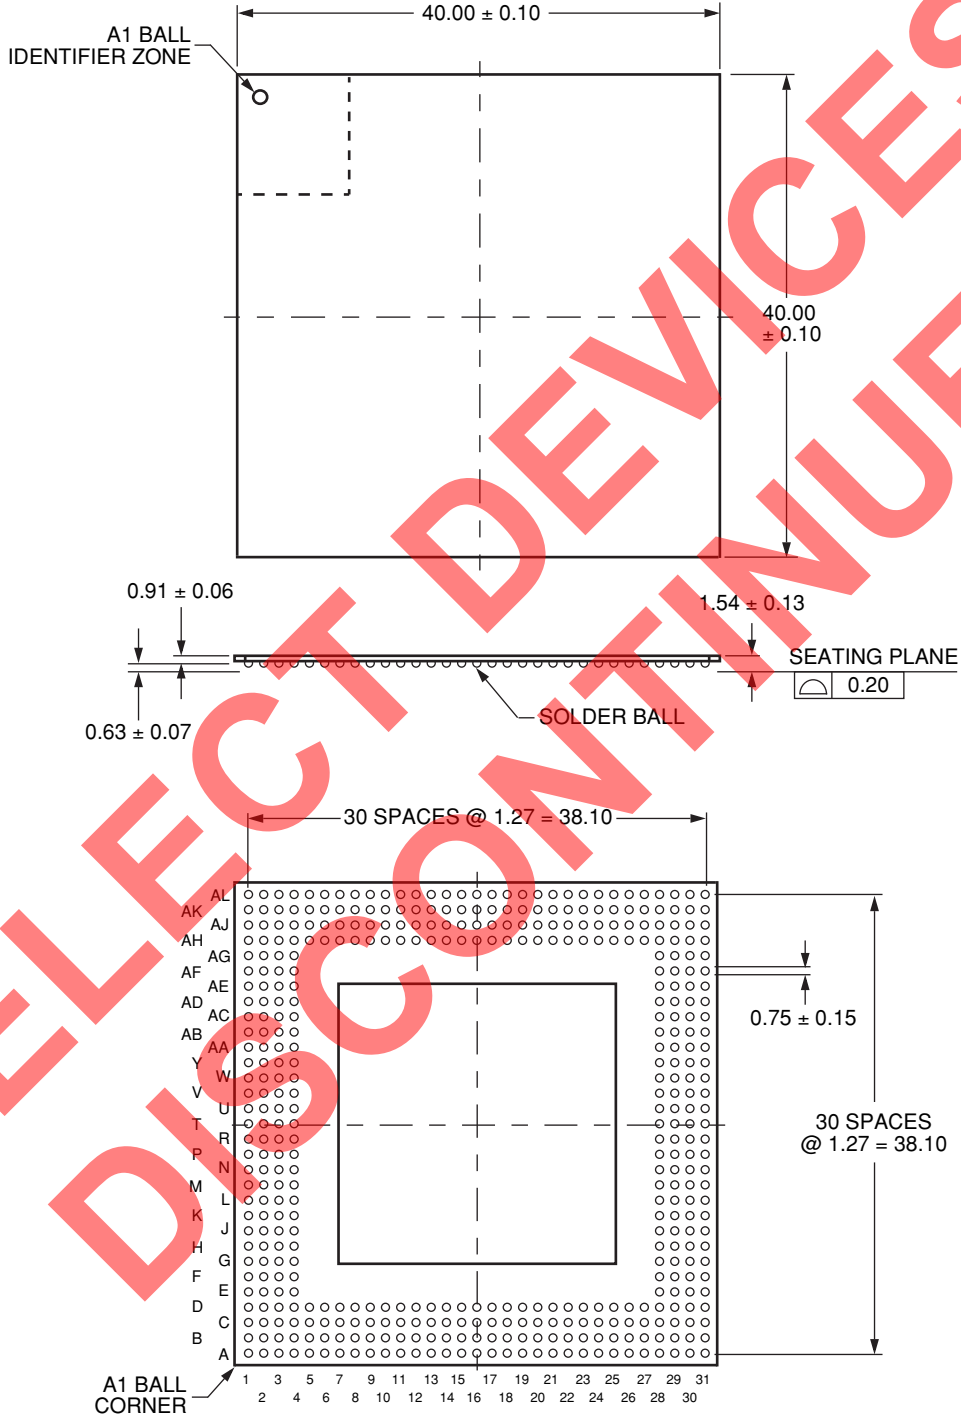 40.00 ± 0.10
A1 BALL
IDENTIFIER ZONE
40.00
± 0.10
0.91 ± 0.06
1.54 ± 0.13
SEATING PLANE
0.20
SOLDER BALL
0.63 ± 0.07
30 SPACES @ 1.27 = 38.10
AL
AK
AJ
AH
AG
AF
AE
AD
AC
AB
AA
Y
W
V
U
T
R
P
N
M
L
K
J
H
G
F
E
D
C
B
A
0.75 ± 0.15
30 SPACES
@ 1.27 = 38.10
A1 BALL
CORNER
1 3 5 7 9 11 13 15 17 19 21 23 25 27 29 31
2 4 6 8 10 12 14 16 18 20 22 24 26 28 30
ELECT DEVICES
DISCONTINUE